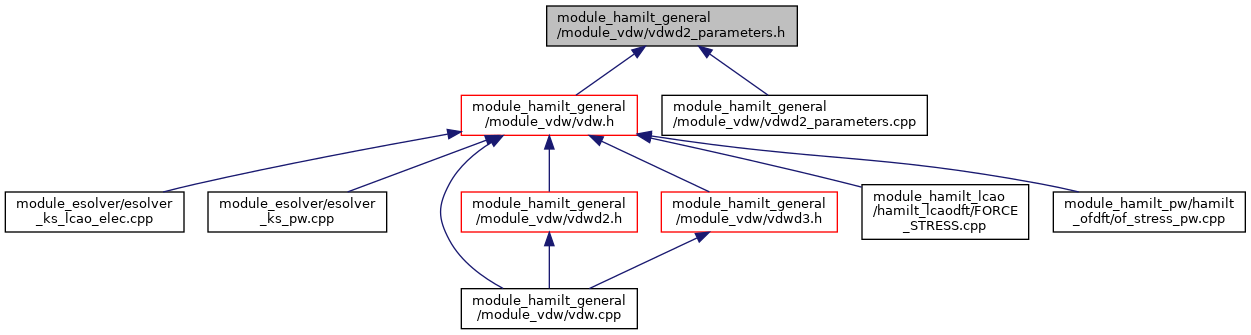 module_hamilt_general
/module_vdw/vdwd2_parameters.h
module_hamilt_general
/module_vdw/vdw.h
module_hamilt_general
/module_vdw/vdwd2_parameters.cpp
module_esolver/esolver
_ks_lcao_elec.cpp
module_esolver/esolver
_ks_pw.cpp
module_hamilt_general
/module_vdw/vdwd2.h
module_hamilt_general
/module_vdw/vdwd3.h
module_hamilt_lcao
/hamilt_lcaodft/FORCE
_STRESS.cpp
module_hamilt_pw/hamilt
_ofdft/of_stress_pw.cpp
module_hamilt_general
/module_vdw/vdw.cpp